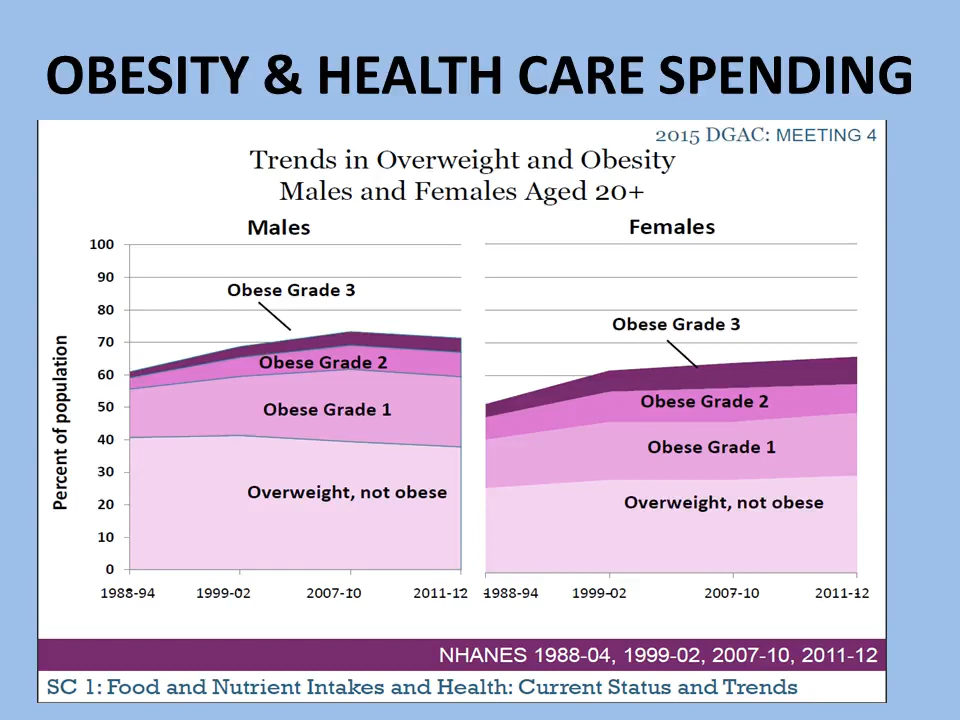 OBESITY & HEALTH CARE SPENDING
2015 DGAC: MEETING 4
Trends in Overweight and Obesity
Males and Females Aged 20+
Males
Females
Percent of population
100
90
80
70
60
50
40
30
20
10
0
Obese Grade 3
Obese Grade 2
Obese Grade 1
Overweight, not obese
1988-94
1999-02
2007-10
2011-12
Obese Grade 3
Obese Grade 2
Obese Grade 1
Overweight, not obese
1988-94
1999-02
2007-10
2011-12
NHANES 1988-04, 1999-02, 2007-10, 2011-12
SC 1: Food and Nutrient Intakes and Health: Current Status and Trends